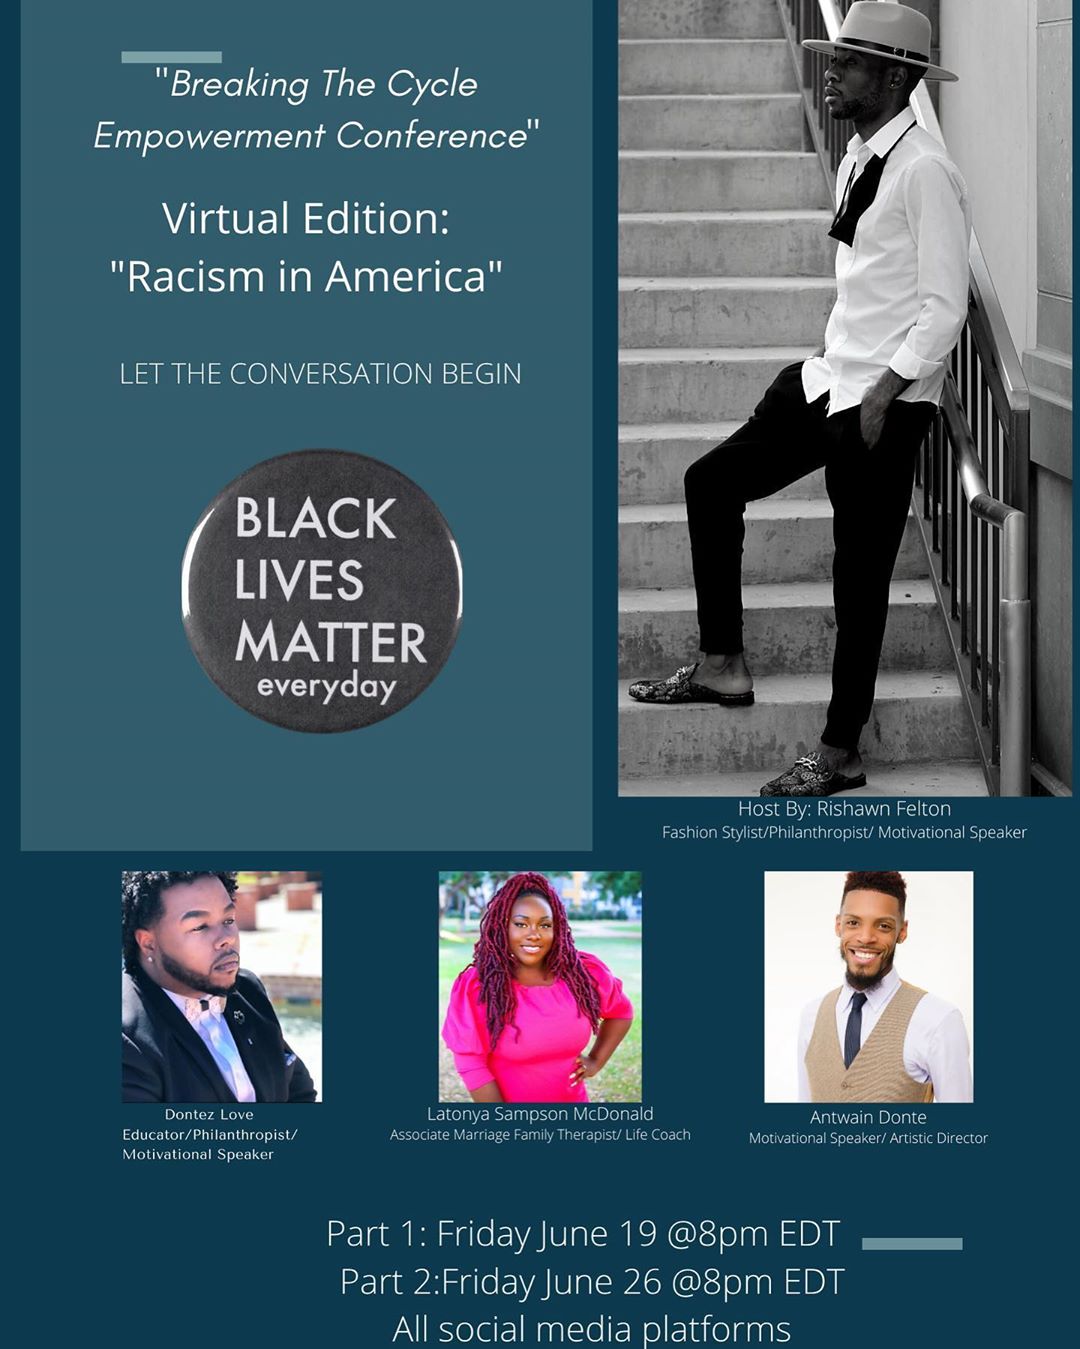 "Breaking The Cycle
Empowerment Conference"
Virtual Edition:
"Racism in America"
LET THE CONVERSATION BEGIN
BLACK
LIVES
MATTER
everyday
Host By: Rishawn Felton
Fashion Stylist/Philanthropist/ Motivational Speaker
Dontez Love
Educator/Philanthropist/
Motivational Speaker
Latonya Sampson McDonald
Associate Marriage Family Therapist/ Life Coach
Antwain Donte
Motivational Speaker/ Artistic Director
Part 1: Friday June 19 @8pm EDT
Part 2:Friday June 26 @8pm EDT
All social media platforms